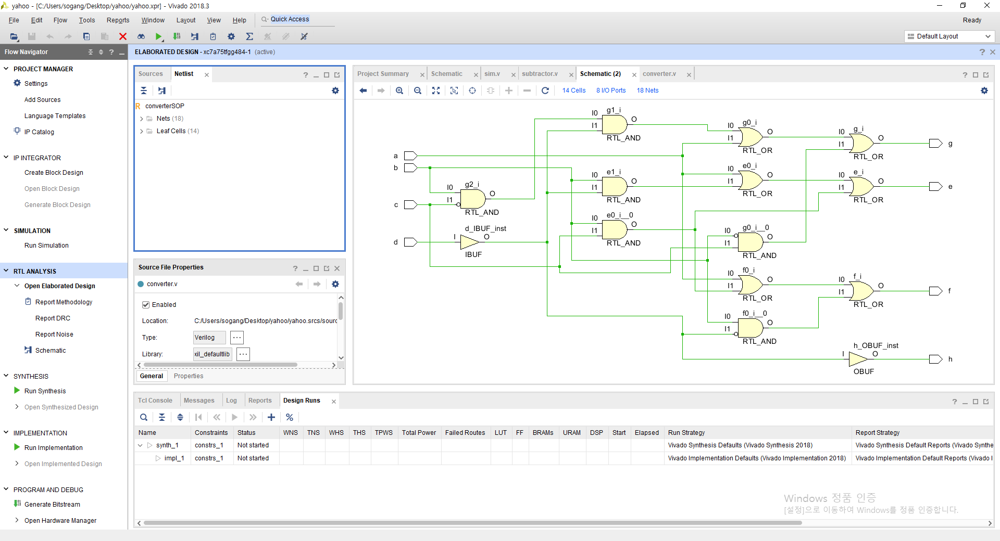 yahoo - [C:/Users/sogang/Desktop/yahoo/yahoo.xpr] - Vivado 2018.3
File Edit Flow Tools Reports Window Layout View Help Quick Access Ready
Default Layout
Flow Navigator
ELABORATED DESIGN - xc7a75tfgg484-1 (active)
PROJECT MANAGER
Settings
Add Sources
Language Templates
IP Catalog
IP INTEGRATOR
Create Block Design
Open Block Design
Generate Block Design
SIMULATION
Run Simulation
RTL ANALYSIS
Open Elaborated Design
Report Methodology
Report DRC
Report Noise
Schematic
SYNTHESIS
Run Synthesis
Open Synthesized Design
IMPLEMENTATION
Run Implementation
Open Implemented Design
PROGRAM AND DEBUG
Generate Bitstream
Open Hardware Manager
Sources Netlist
R converterSOP
Nets (18)
Leaf Cells (14)
Source File Properties
converter.v
Enabled
Location: C:/Users/sogang/Desktop/yahoo/yahoo.srcs/sourc
Type: Verilog
Library: xil_defaultlib
General Properties
Project Summary Schematic sim.v subtractor.v Schematic (2) converter.v
14 Cells 8 I/O Ports 18 Nets
a
b
c
d
g2_i
I0
I1
O
RTL_AND
d_IBUF_inst
I
O
IBUF
g1_i
I0
I1
O
RTL_AND
e1_i
I0
I1
O
RTL_AND
e0_i__0
I0
I1
O
RTL_AND
g0_i
I0
I1
O
RTL_OR
e0_i
I0
I1
O
RTL_OR
g0_i__0
I0
I1
O
RTL_AND
f0_i
I0
I1
O
RTL_OR
f0_i__0
I0
I1
O
RTL_AND
g_i
I0
I1
O
RTL_OR
e_i
I0
I1
O
RTL_OR
f_i
I0
I1
O
RTL_OR
h_OBUF_inst
I
O
OBUF
g
e
f
h
Tcl Console Messages Log Reports Design Runs
Name Constraints Status WNS TNS WHS THS TPWS Total Power Failed Routes LUT FF BRAMs URAM DSP Start Elapsed Run Strategy Report Strategy
synth_1 constrs_1 Not started Vivado Synthesis Defaults (Vivado Synthesis 2018) Vivado Synthesis Default Reports (Vivado Synthe
impl_1 constrs_1 Not started Vivado Implementation Defaults (Vivado Implementation 2018) Vivado Implementation Default Reports (Vivado I
Windows 정품 인증
[설정]으로 이동하여 Windows를 정품 인증합니다.